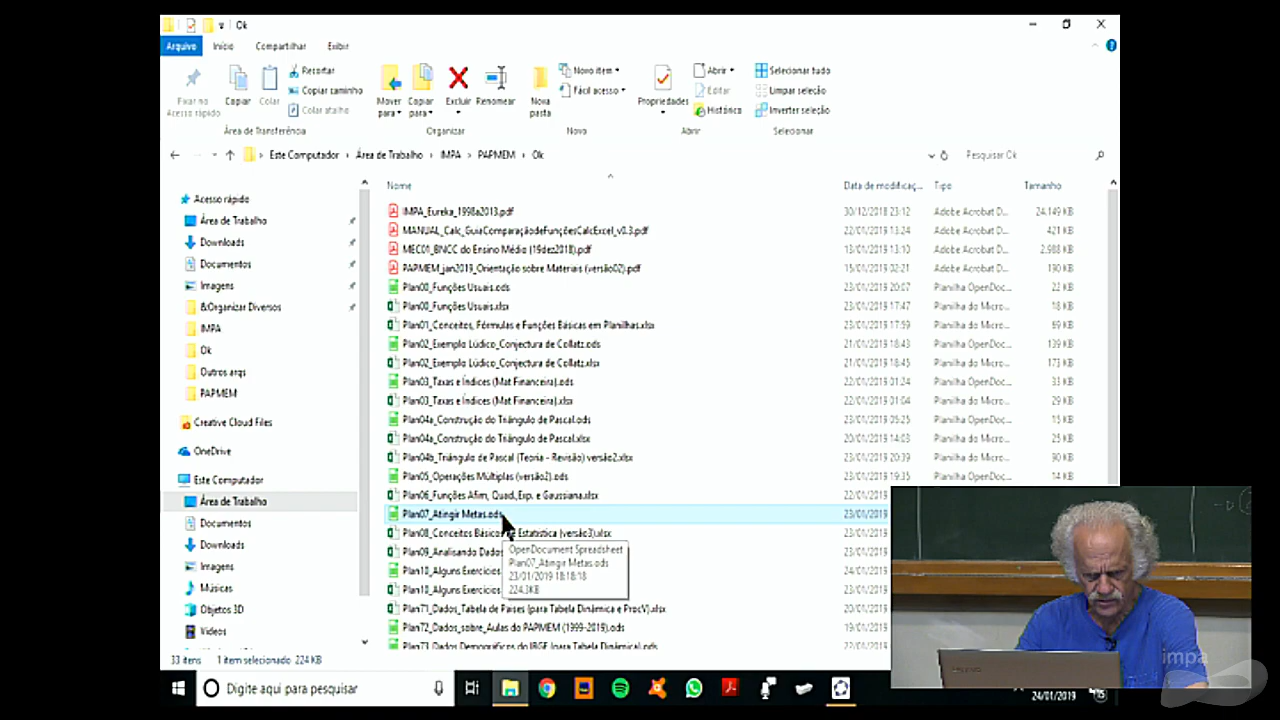 Ok
Arquivo Início Compartilhar Exibir
Fixar no Acesso rápido
Copiar
Colar
Recortar
Copiar caminho
Colar atalho
Área de Transferência
Mover para
Copiar para
Excluir
Renomear
Organizar
Nova pasta
Novo item
Fácil acesso
Novo
Propriedades
Abrir
Editar
Histórico
Abrir
Selecionar tudo
Limpar seleção
Inverter seleção
Selecionar
Este Computador > Área de Trabalho > IMPA > PAPMEM > Ok
Pesquisar Ok
Acesso rápido
Área de Trabalho
Downloads
Documentos
Imagens
&Organizar Diversos
IMPA
Ok
Outros arqs
PAPMEM
Creative Cloud Files
OneDrive
Este Computador
Área de Trabalho
Documentos
Downloads
Imagens
Músicas
Objetos 3D
Vídeos
Nome Data de modificaç... Tipo Tamanho
IMPA_Eureka_1998a2013.pdf 30/12/2018 23:12 Adobe Acrobat D... 24.149 KB
MANUAL_Calc_GuiaComparaçãodeFunçõesCalcExcel_v0.3.pdf 22/01/2019 13:24 Adobe Acrobat D... 421 KB
MEC01_BNCC do Ensino Médio (19dez2018).pdf 13/01/2019 13:10 Adobe Acrobat D... 2.988 KB
PAPMEM_jan2019_Orientação sobre Materiais (versão02).pdf 15/01/2019 02:21 Adobe Acrobat D... 190 KB
Plan00_Funções Usuais.ods 23/01/2019 20:07 Planilha OpenDoc... 22 KB
Plan00_Funções Usuais.xlsx 23/01/2019 17:47 Planilha do Micro... 18 KB
Plan01_Conceitos, Fórmulas e Funções Básicas em Planilhas.xlsx 23/01/2019 17:59 Planilha do Micro... 69 KB
Plan02_Exemplo Lúdico_Conjectura de Collatz.ods 21/01/2019 18:43 Planilha OpenDoc... 139 KB
Plan02_Exemplo Lúdico_Conjectura de Collatz.xlsx 21/01/2019 18:45 Planilha do Micro... 173 KB
Plan03_Taxas e Índices (Mat Financeira).ods 22/01/2019 01:24 Planilha OpenDoc... 33 KB
Plan03_Taxas e Índices (Mat Financeira).xlsx 22/01/2019 01:04 Planilha do Micro... 29 KB
Plan04a_Construção do Triângulo de Pascal.ods 23/01/2019 05:25 Planilha OpenDoc... 15 KB
Plan04a_Construção do Triângulo de Pascal.xlsx 20/01/2019 14:03 Planilha do Micro... 16 KB
Plan04b_Triângulo de Pascal (Teoria - Revisão) versão2.xlsx 23/01/2019 20:39 Planilha do Micro... 90 KB
Plan05_Operações Múltiplas (versão2).ods 23/01/2019 19:35 Planilha OpenDoc... 14 KB
Plan06_Funções Afim, Quad.,Exp. e Gaussiana.xlsx 22/01/2019
Plan07_Atingir Metas.ods 23/01/2019
Plan08_Conceitos Básicos de Estatística (versão3).xlsx 23/01/2019
Plan09_Analisando Dados 23/01/2019
Plan10_Alguns Exercícios 23/01/2019
Plan10_Alguns Exercícios 23/01/2019
Plan71_Dados_Tabela de Países (para Tabela Dinâmica e ProcV).xlsx 20/01/2019
Plan72_Dados_sobre_Aulas do PAPMEM (1999-2019).ods 19/01/2019
Plan73_Dados Demográficos do IBGE (para Tabela Dinâmica).ods 22/01/2019
OpenDocument Spreadsheet
Plan07_Atingir Metas.ods
23/01/2019 18:18:18
224.3KB
33 itens 1 item selecionado 224 KB
Digite aqui para pesquisar
24/01/2019
impa